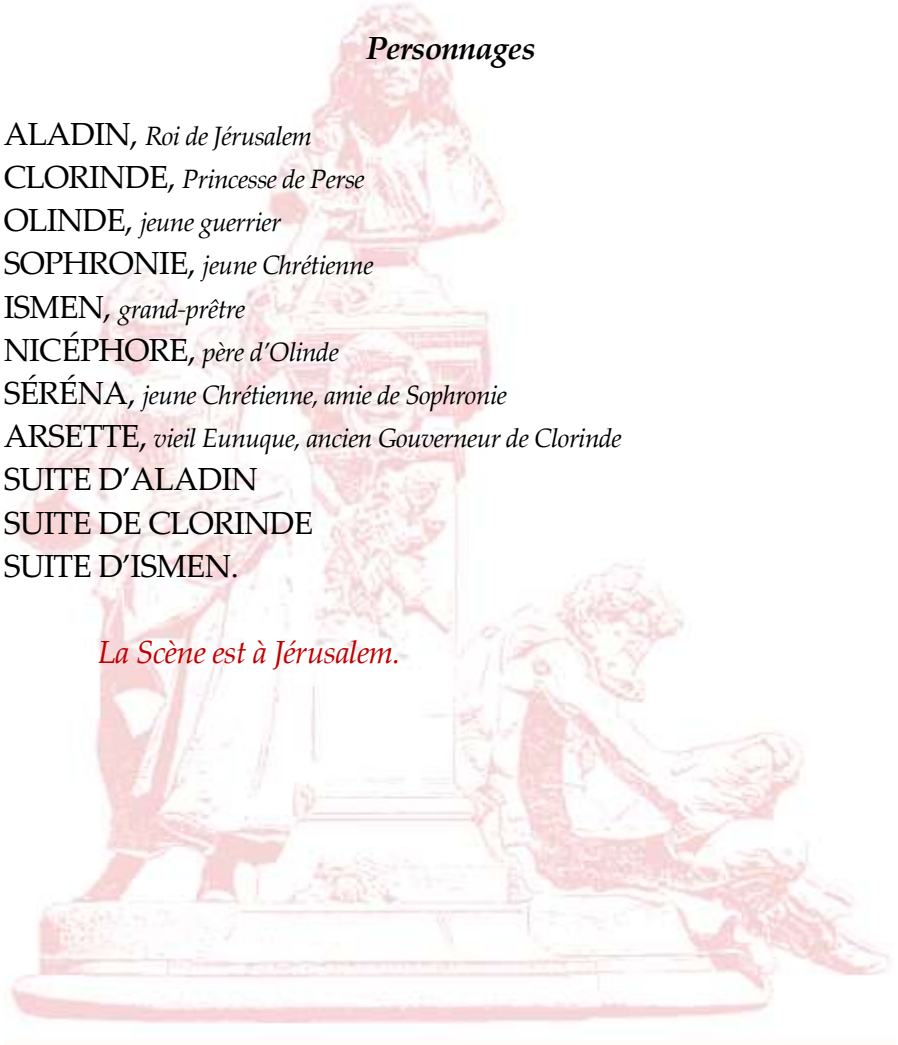 Personnages
ALADIN, Roi de Jérusalem
CLORINDE, Princesse de Perse
OLINDE, jeune guerrier
SOPHRONIE, jeune Chrétienne
ISMEN, grand-prêtre
NICÉPHORE, père d’Olinde
SÉRÉNA, jeune Chrétienne, amie de Sophronie
ARSETTE, vieil Eunuque, ancien Gouverneur de Clorinde
SUITE D’ALADIN
SUITE DE CLORINDE
SUITE D’ISMEN.
La Scène est à Jérusalem.